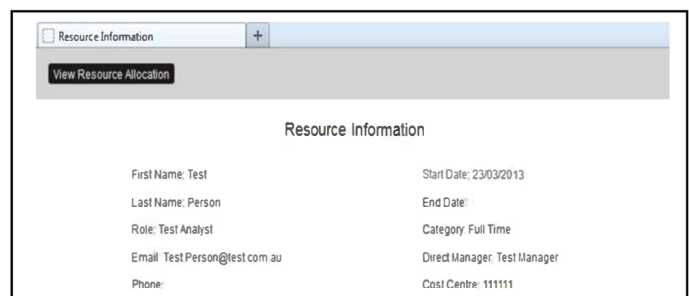 Resource Information +
View Resource Allocation
Resource Information
First Name: Test
Last Name: Person
Role: Test Analyst
Email: Test.Person@test.com.au
Phone:
Start Date: 23/03/2013
End Date:
Category: Full Time
Direct Manager: Test Manager
Cost Centre: 111111